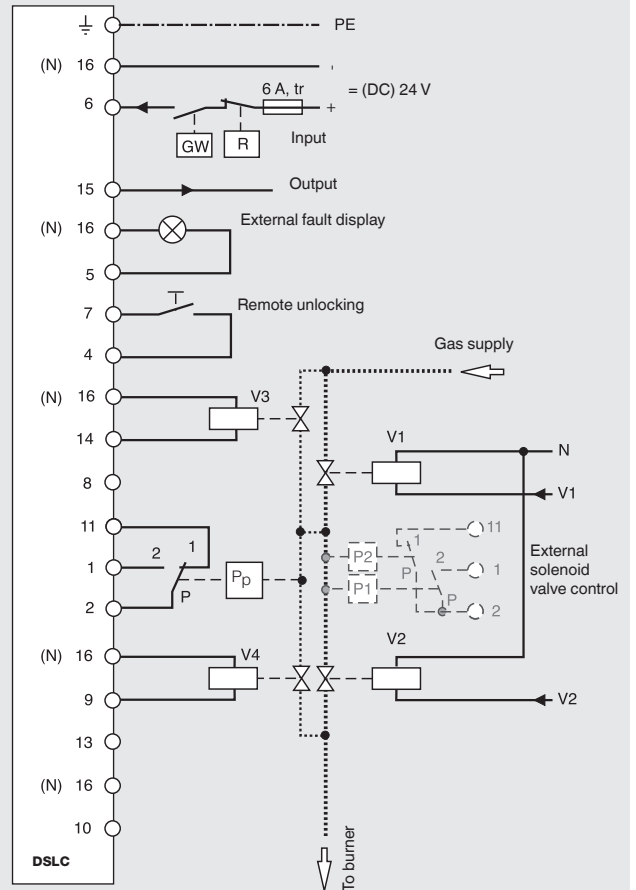 PE
(N) 16
6 A, tr = (DC) 24 V
6 +
GW R Input
15 Output
(N) 16 External fault display
5
7 Remote unlocking
4
Gas supply
(N) 16 V3
14 V1 N
8 V1
11 11
2 1 1 2
1 Pp P2 P 1 External
P P1 P solenoid
2 2 valve control
(N) 16 V4 V2
9 V2
13
(N) 16
10
DSLC
To burner